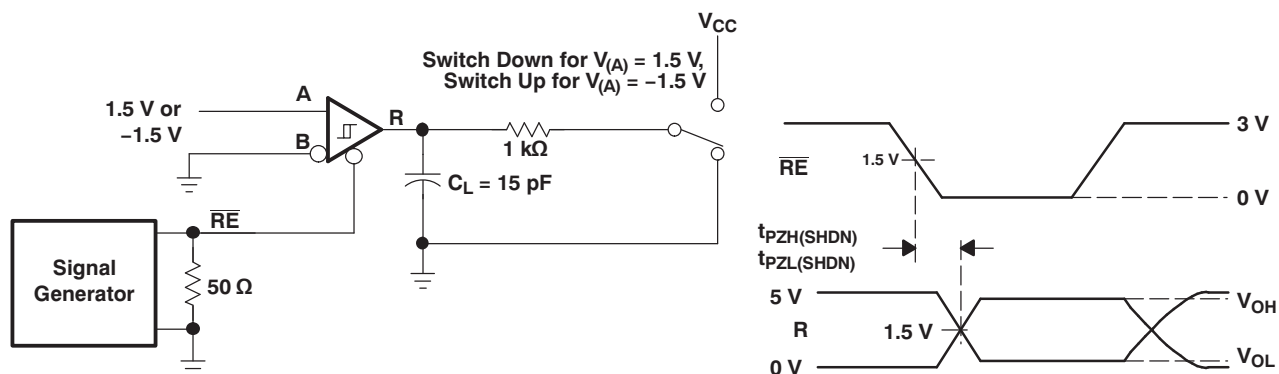 VCC
Switch Down for V(A) = 1.5 V,
Switch Up for V(A) = −1.5 V
1.5 V or
−1.5 V
A
B
R
1 kΩ
CL = 15 pF
RE
Signal
Generator
50 Ω
3 V
1.5 V
RE
0 V
tPZH(SHDN)
tPZL(SHDN)
5 V
VOH
R
1.5 V
0 V
VOL